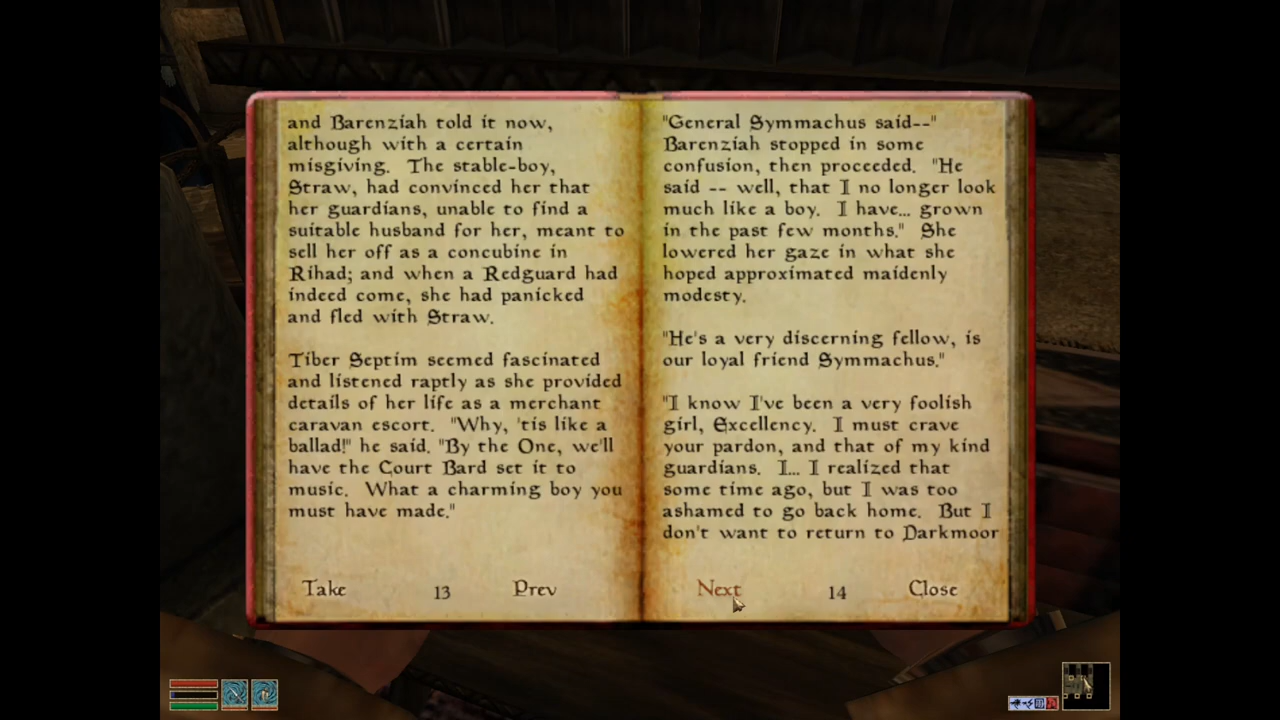 and Barenziah told it now,
although with a certain
misgiving. The stable-boy,
Straw, had convinced her that
her guardians, unable to find a
suitable husband for her, meant to
sell her off as a concubine in
Rihad; and when a Redguard had
indeed come, she had panicked
and fled with Straw.
Tiber Septim seemed fascinated
and listened raptly as she provided
details of her life as a merchant
caravan escort. "Why, 'tis like a
ballad!" he said. "By the One, we'll
have the Court Bard set it to
music. What a charming boy you
must have made."
"General Symmachus said--"
Barenziah stopped in some
confusion, then proceeded. "He
said -- well, that I no longer look
much like a boy. I have... grown
in the past few months." She
lowered her gaze in what she
hoped approximated maidenly
modesty.
"He's a very discerning fellow, is
our loyal friend Symmachus."
"I know I've been a very foolish
girl, Excellency. I must crave
your pardon, and that of my kind
guardians. I... I realized that
some time ago, but I was too
ashamed to go back home. But I
don't want to return to Darkmoor
Take 13 Prev Next 14 Close